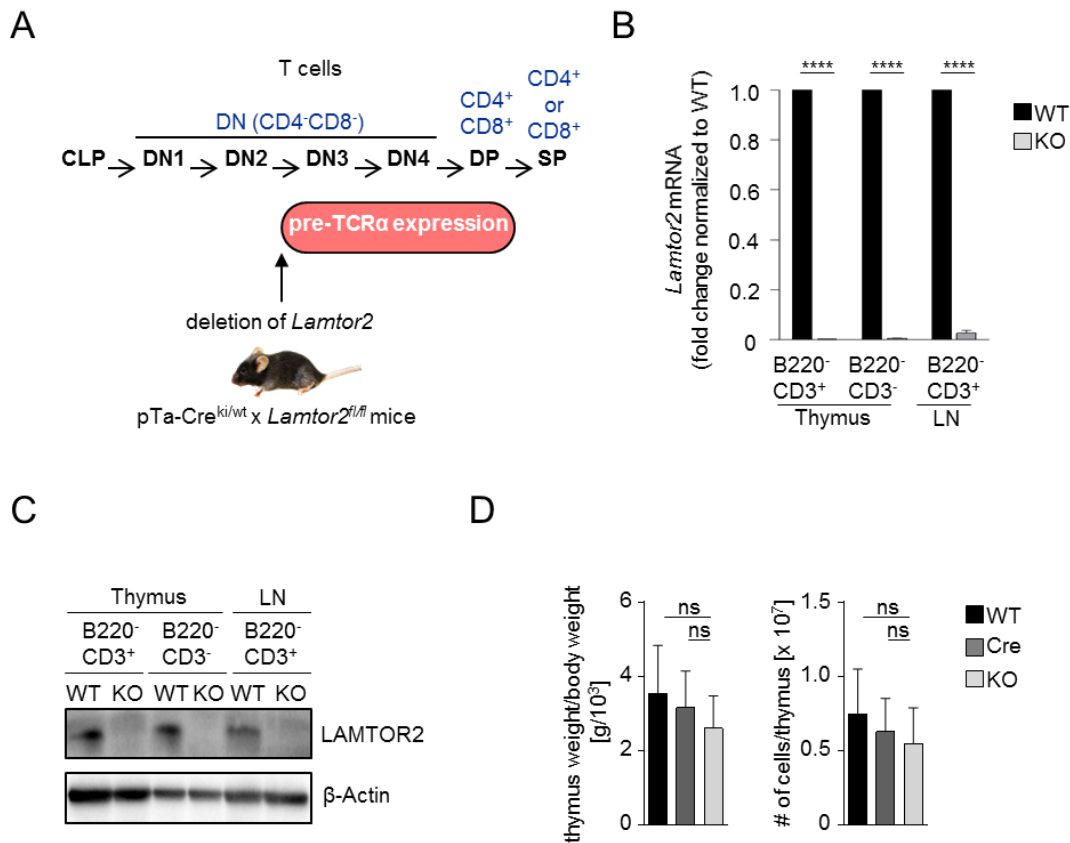 A
T cells
CD4⁺
CD8⁺
CD4⁺
or
CD8⁺
DN (CD4⁻CD8⁻)
CLP DN1 DN2 DN3 DN4 DP SP
pre-TCRα expression
deletion of Lamtor2
pTa-Cre^ki/wt x Lamtor2^fl/fl mice
B
**** **** ****
WT
KO
Lamtor2 mRNA
(fold change normalized to WT)
1.0
0.8
0.6
0.4
0.2
0
B220⁻ B220⁻ B220⁻
CD3⁺ CD3⁻ CD3⁺
Thymus LN
C
Thymus LN
B220⁻ B220⁻ B220⁻
CD3⁺ CD3⁻ CD3⁺
WT KO WT KO WT KO
LAMTOR2
β-Actin
D
thymus weight/body weight
[g/10³]
6
4
2
0
ns
ns
# of cells/thymus [x 10⁷]
1.5
1.0
0.5
0
ns
ns
WT
Cre
KO